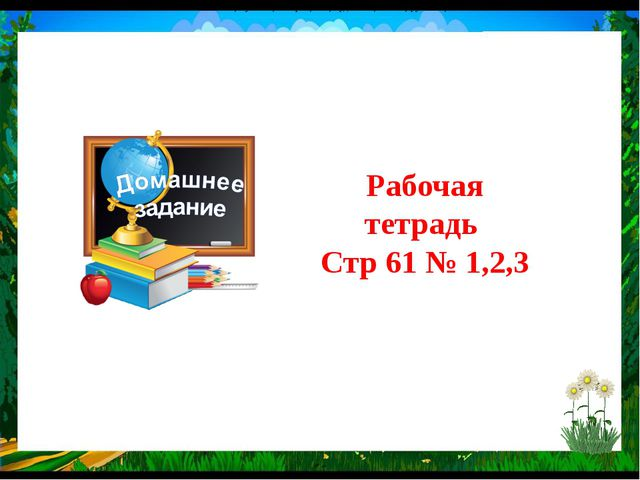 Домашнее
задание
Рабочая
тетрадь
Стр 61 № 1,2,3